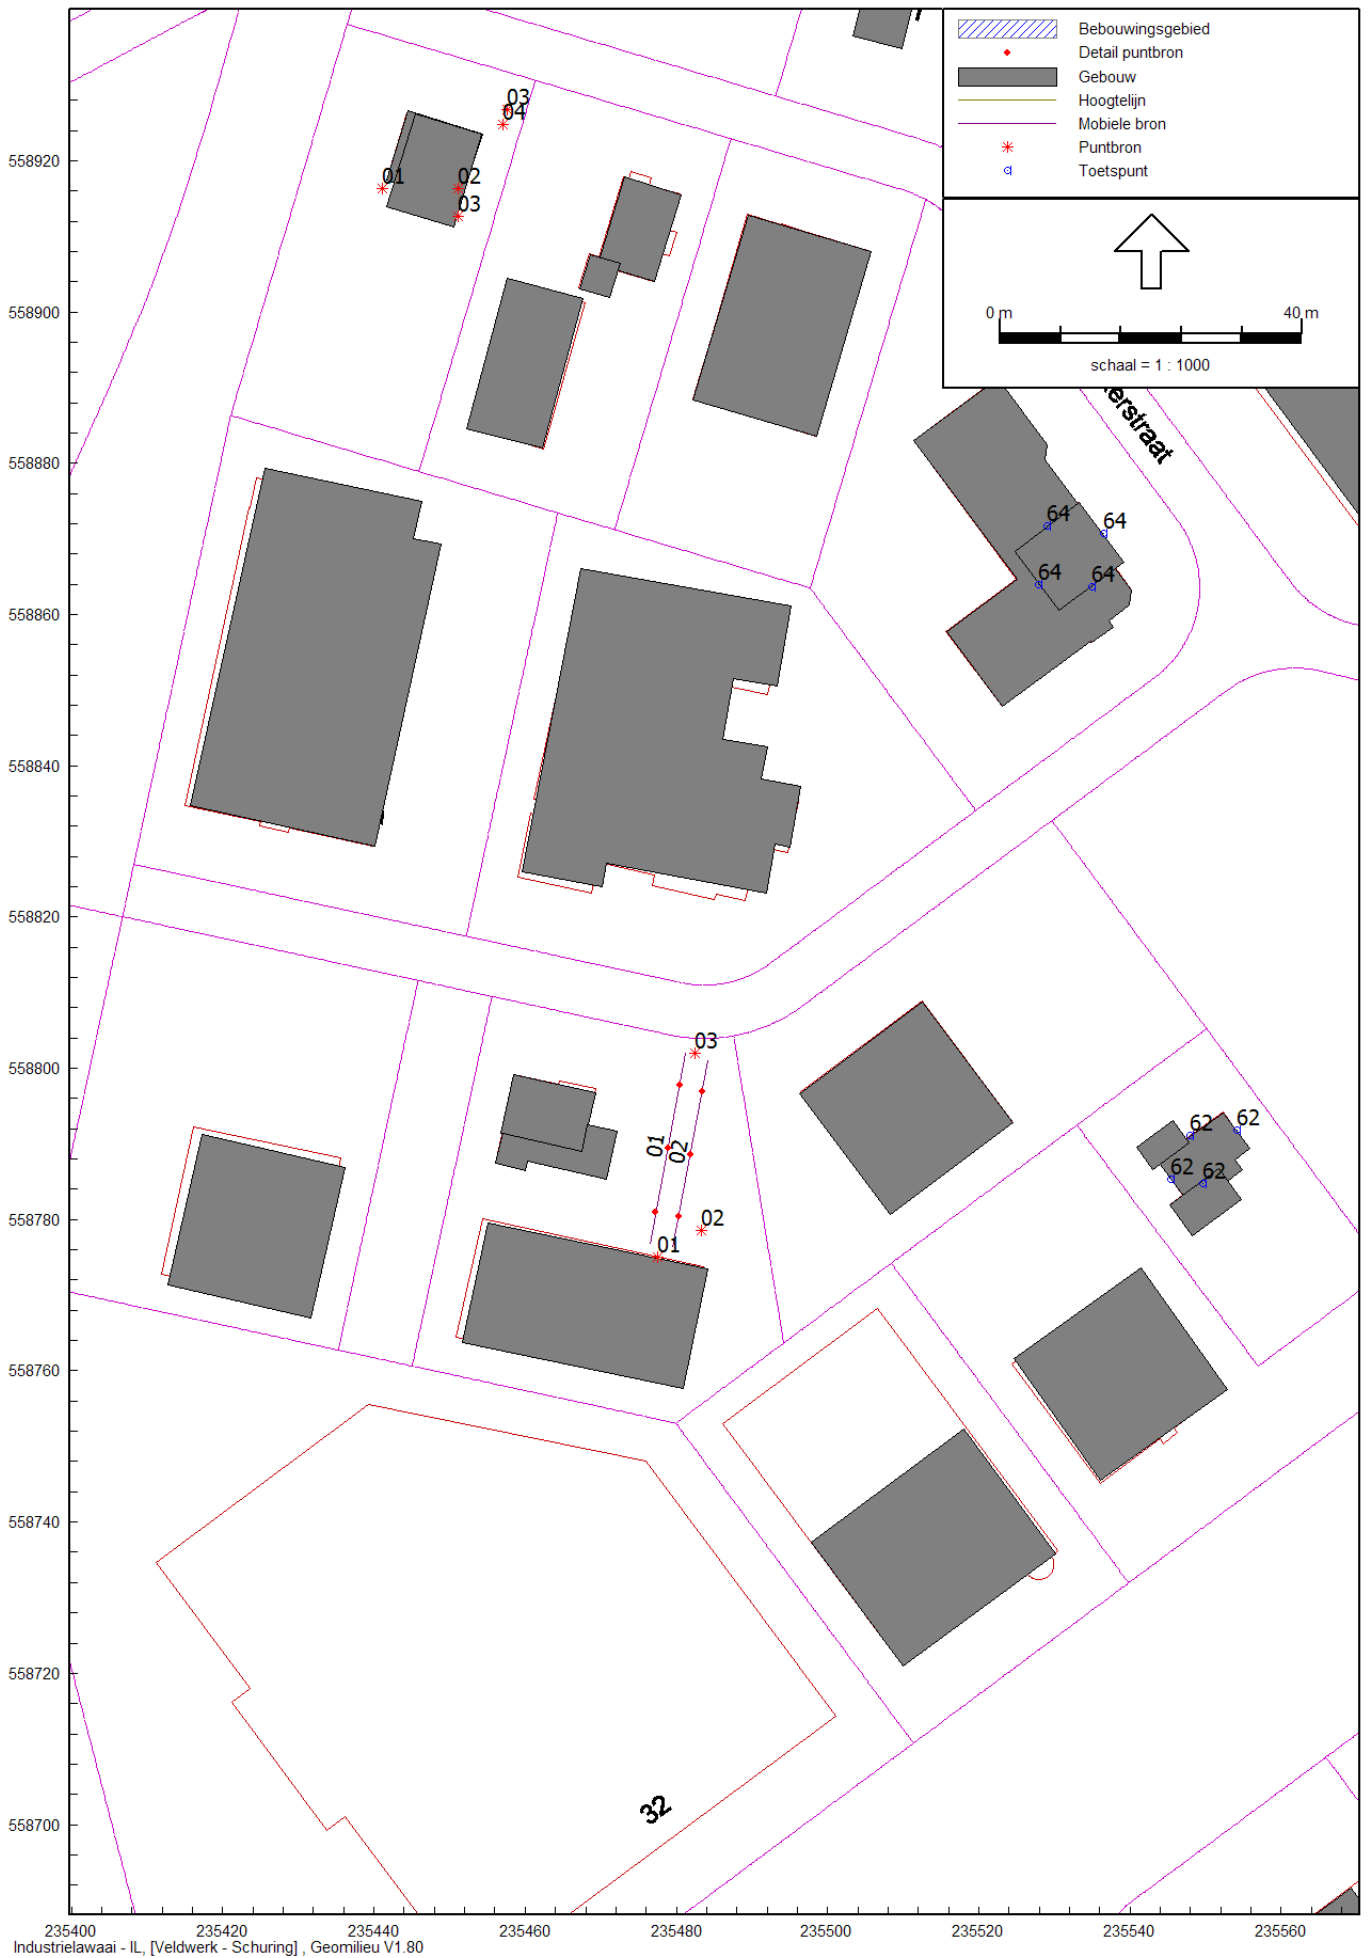 Bebouwingsgebied
Detail puntbron
Gebouw
Hoogtelijn
Mobiele bron
Puntbron
Toetspunt
0 m 40 m
schaal = 1 : 1000
03
04
01
02
03
558920
558900
558880
erstraat
64
64
64
64
558860
558840
558820
558800
03
01
02
02
01
62
62
62
62
558780
558760
558740
558720
558700
32
235400 235420 235440 235460 235480 235500 235520 235540 235560
Industrielawaai - IL, [Veldwerk - Schuring] , Geomilieu V1.80